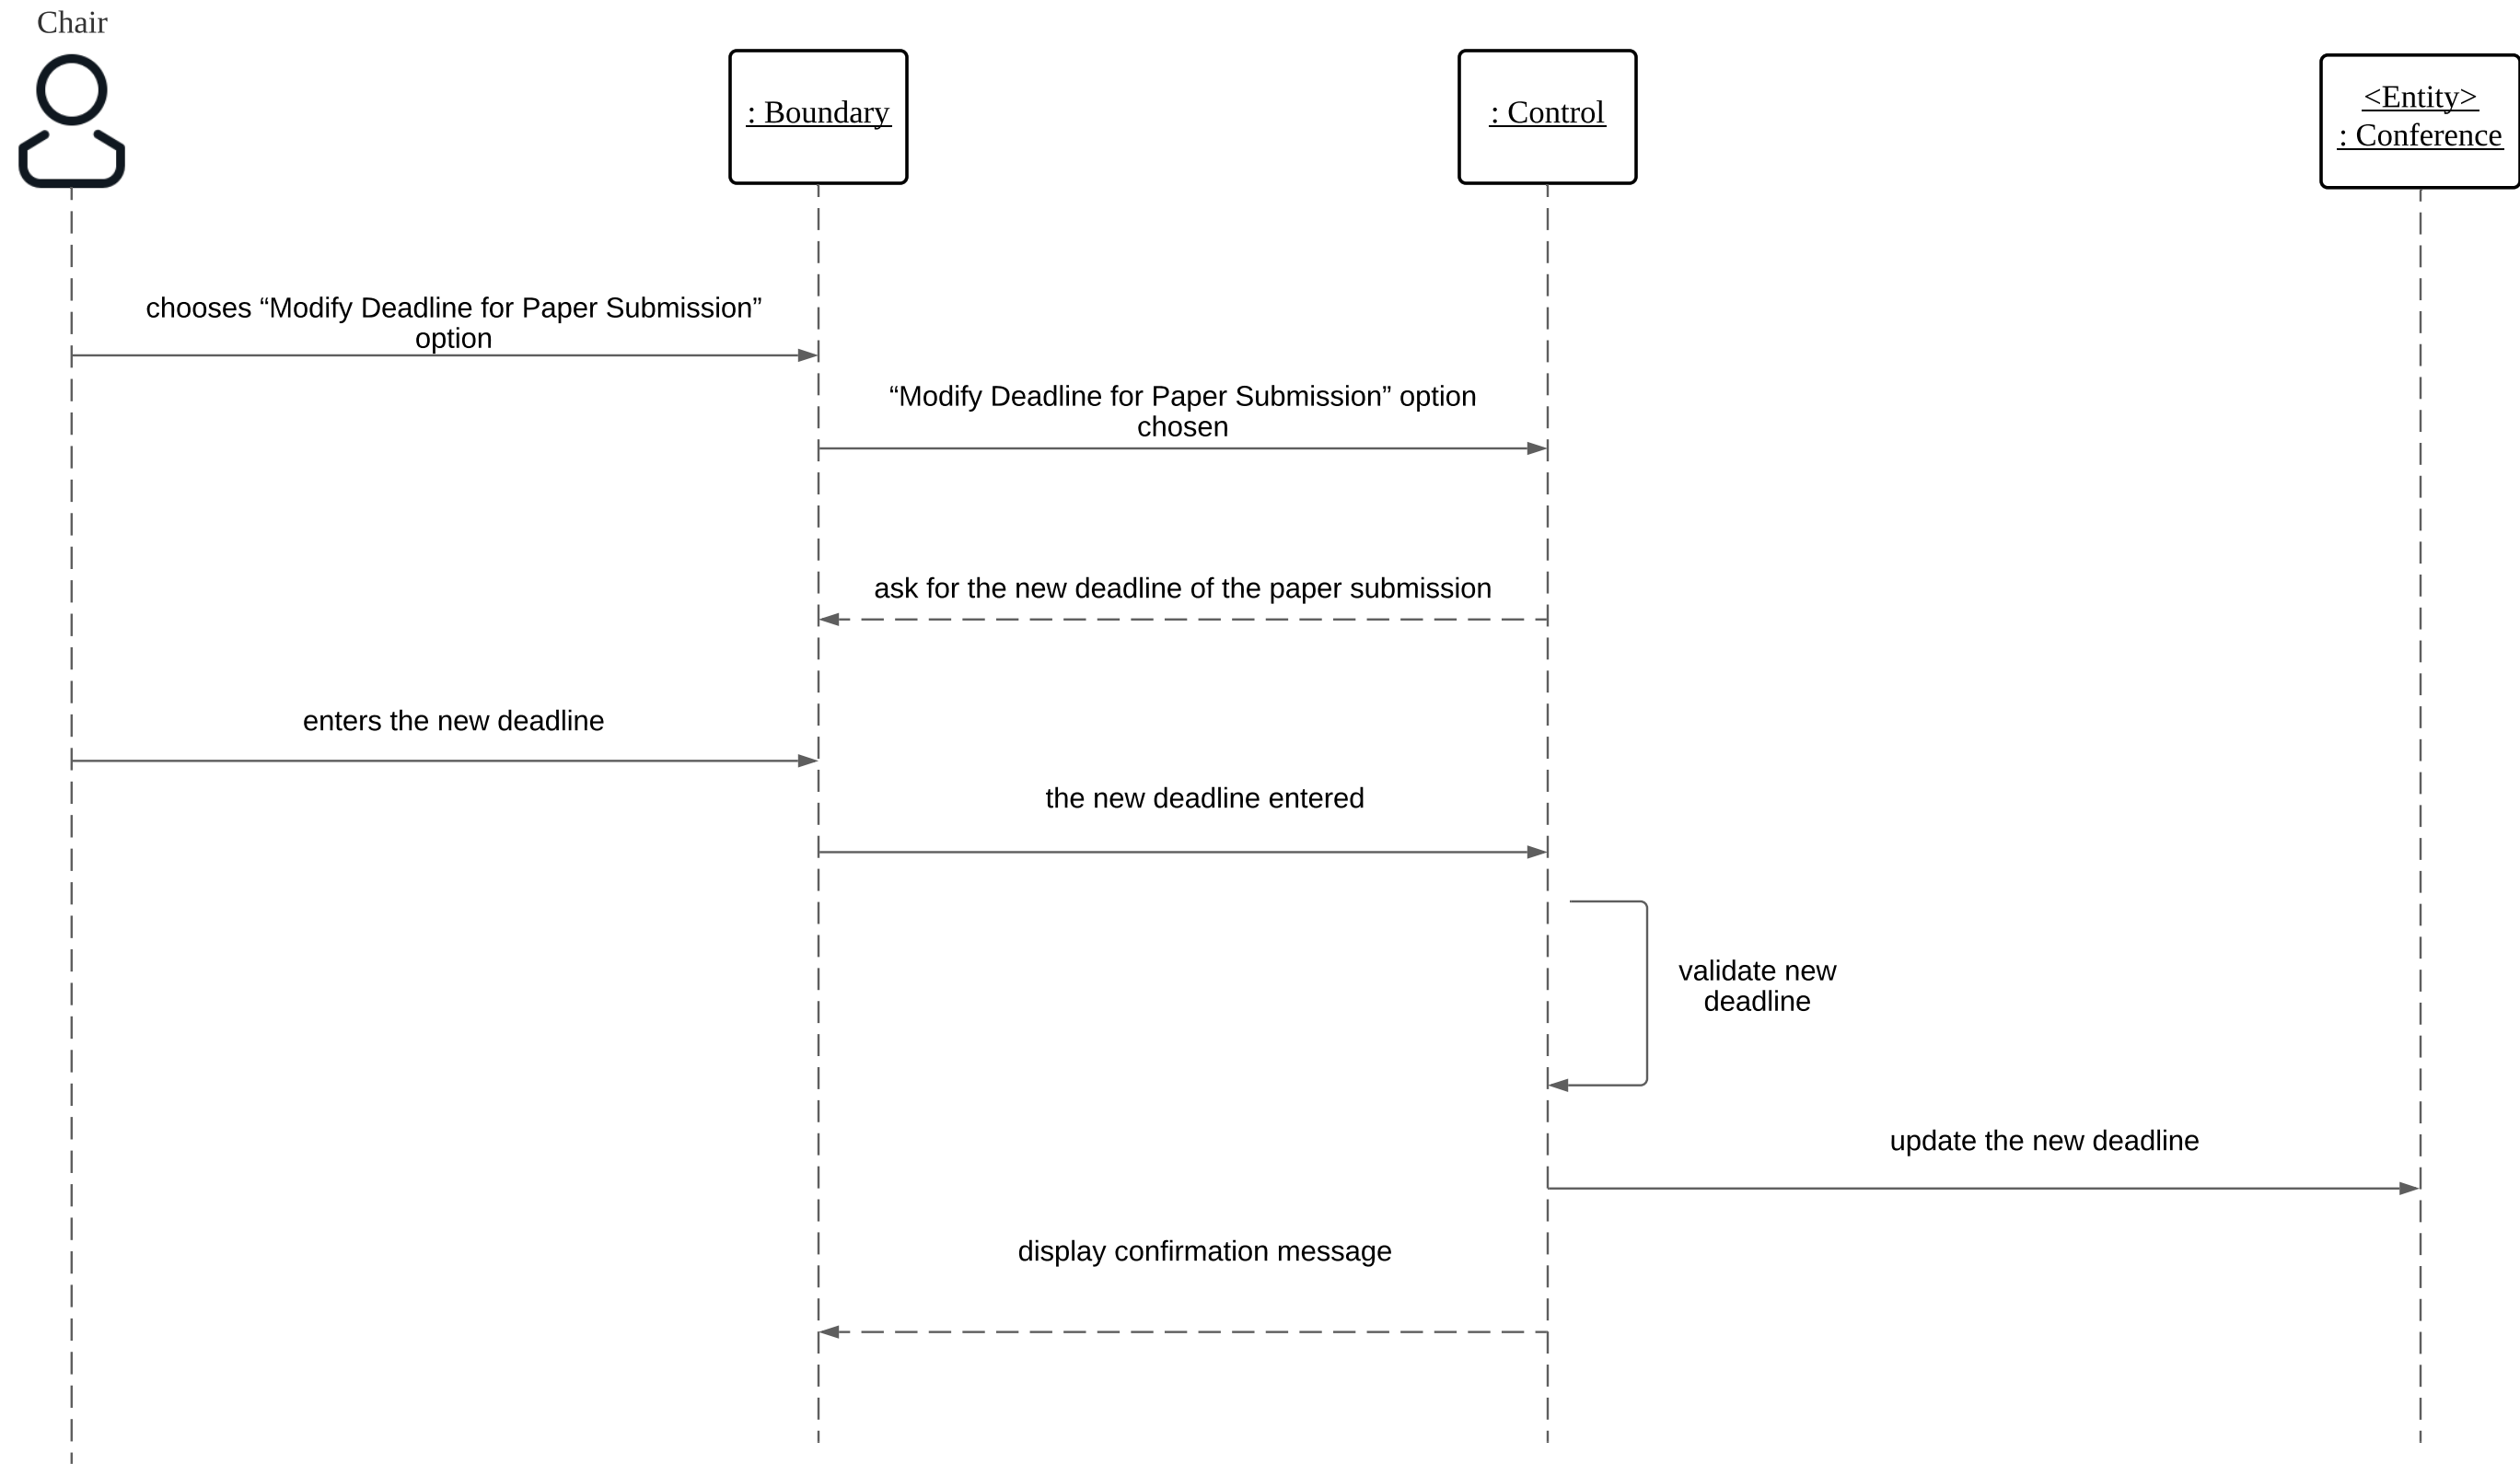 Chair
: Boundary
: Control
<Entity>
: Conference
chooses “Modify Deadline for Paper Submission”
option
“Modify Deadline for Paper Submission” option
chosen
ask for the new deadline of the paper submission
enters the new deadline
the new deadline entered
validate new
deadline
update the new deadline
display confirmation message